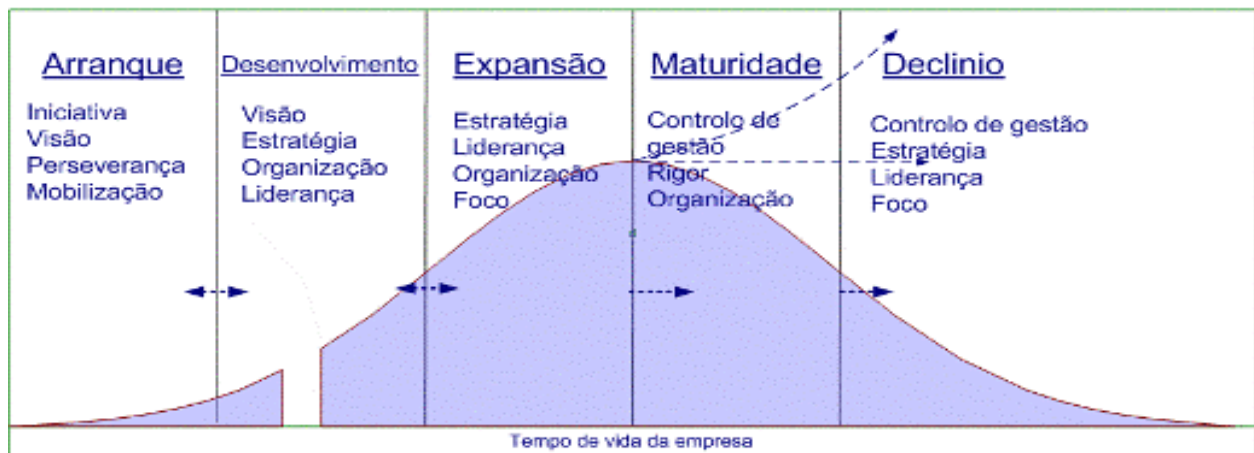 Arranque
Iniciativa
Visão
Perseverança
Mobilização
Desenvolvimento
Visão
Estratégia
Organização
Liderança
Expansão
Estratégia
Liderança
Organização
Foco
Maturidade
Controlo de
gestão
Rigor
Organização
Declinio
Controlo de gestão
Estratégia
Liderança
Foco
Tempo de vida da empresa